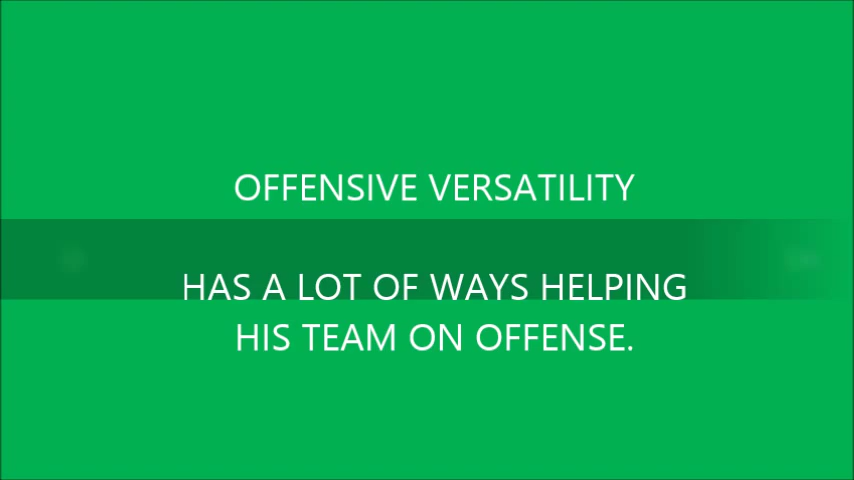 OFFENSIVE VERSATILITY
HAS A LOT OF WAYS HELPING
HIS TEAM ON OFFENSE.